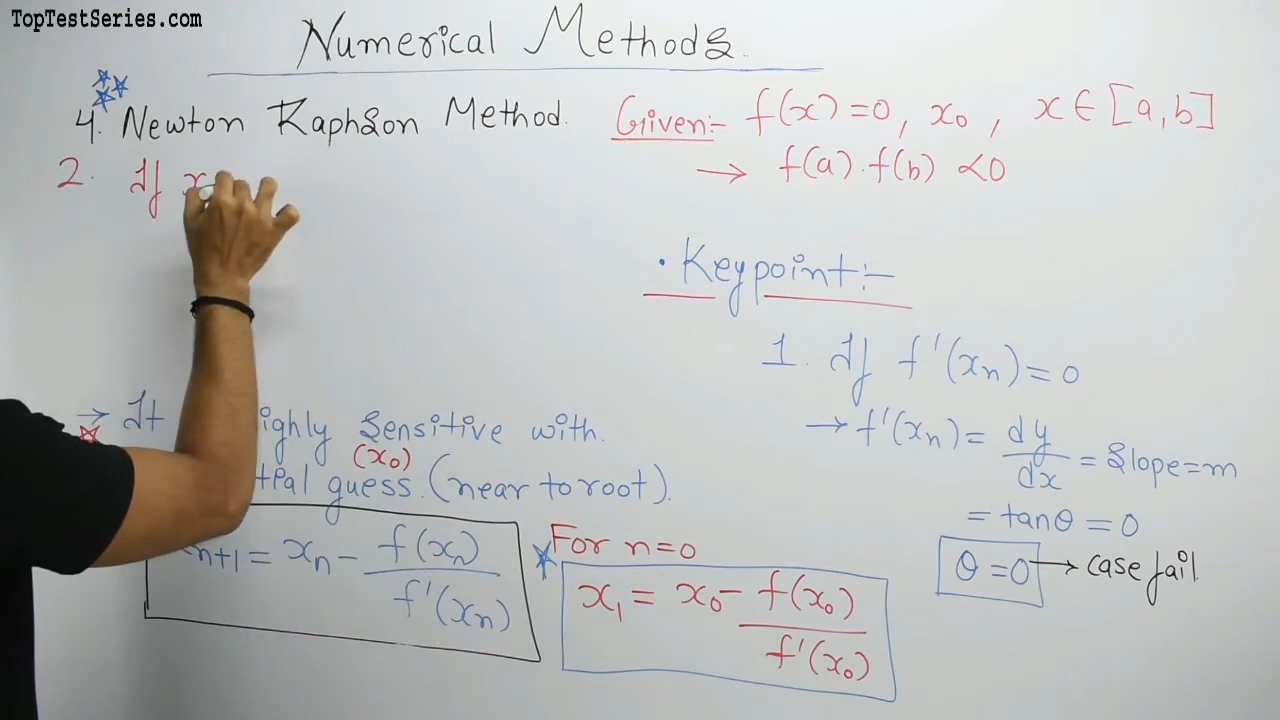 TopTestSeries.com
Numerical Methods.
4. Newton Raphson Method.
Given:- f(x)=0, x₀, x∈[a,b]
→ f(a).f(b) <0
2. If x
• Keypoint:-
1. If f'(xₙ)=0
→ f'(xₙ)= dy/dx = Slope=m
= tanθ = 0
θ=0 → case fail
→ It ighly Sensitive with
(x₀)
guess. (near to root).
n+1 = xₙ - f(xₙ)/f'(xₙ)
For n=0
x₁ = x₀ - f(x₀)/f'(x₀)